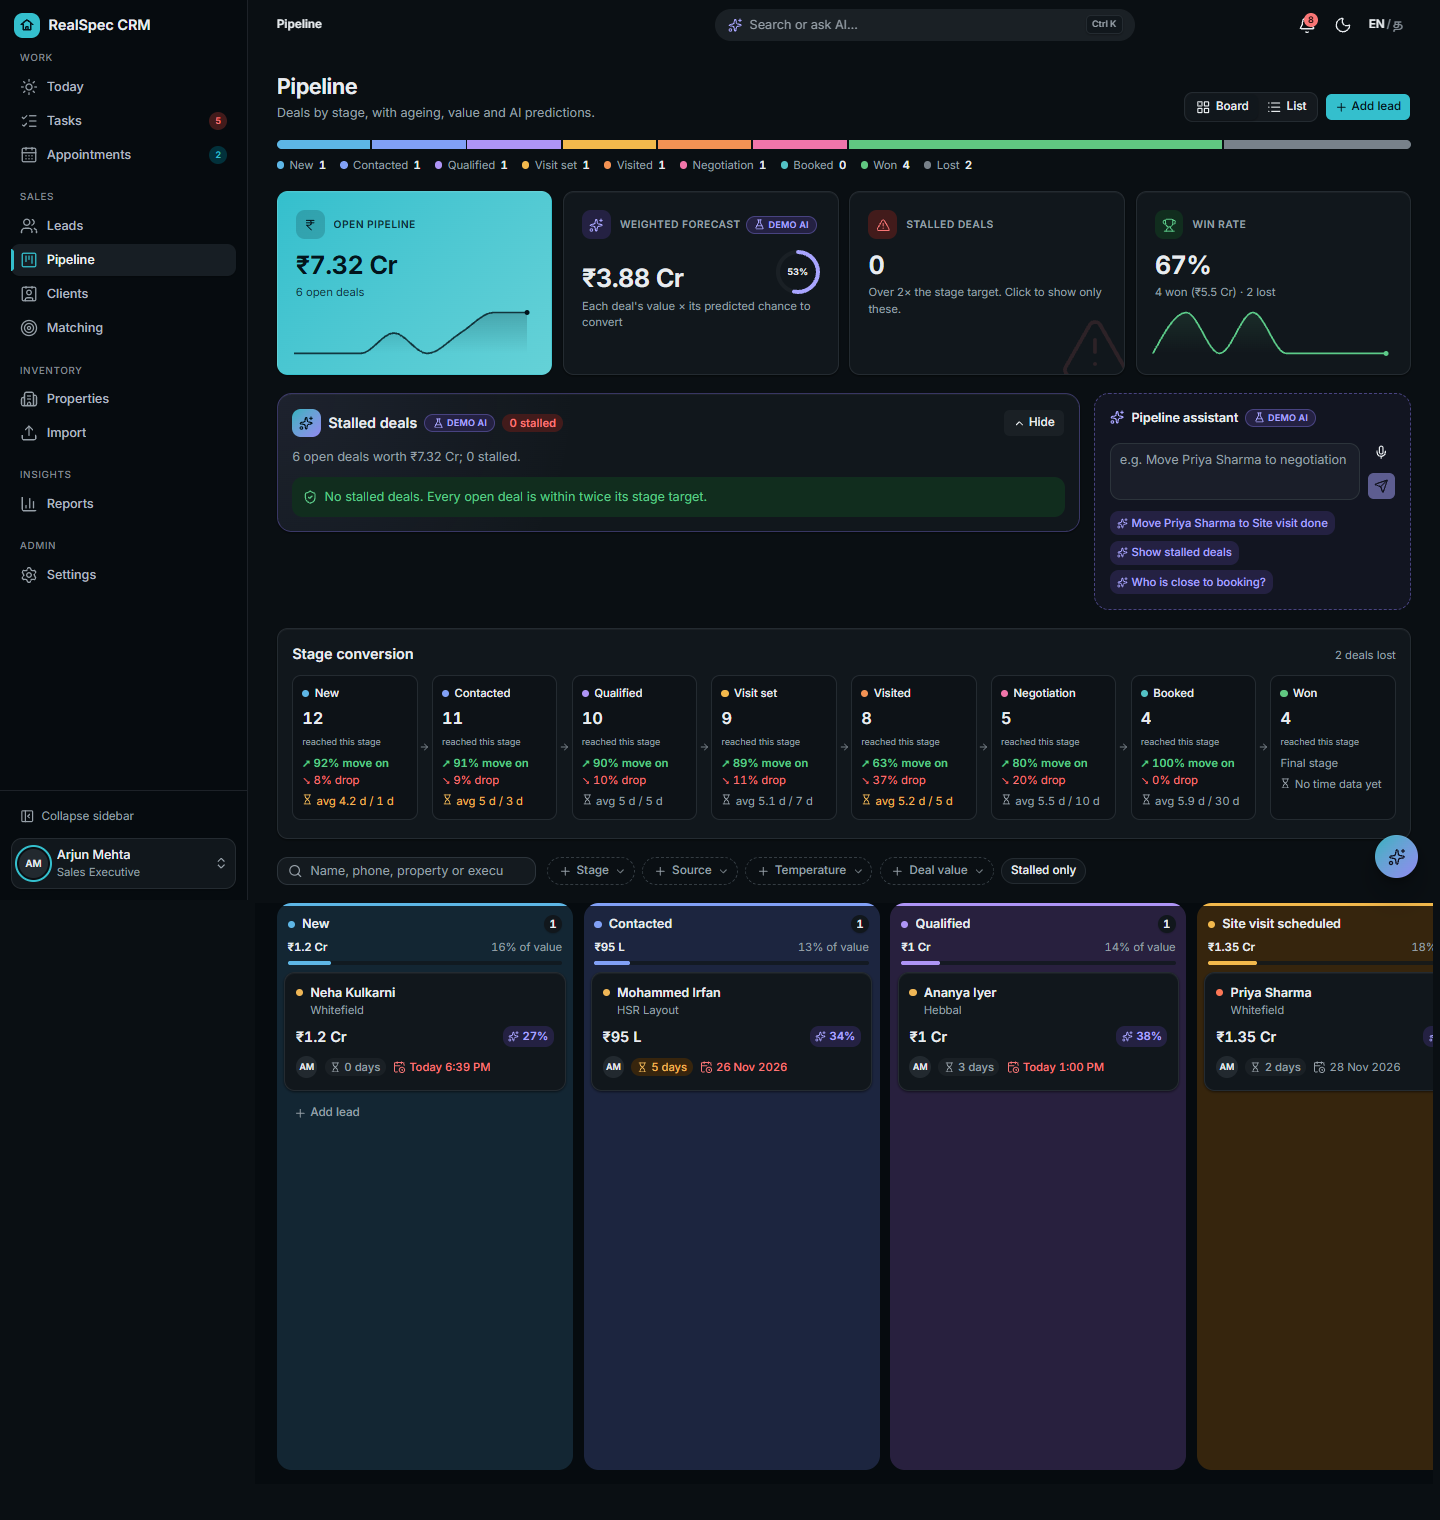 RealSpec CRM
WORK
Today
Tasks 5
Appointments 2
SALES
Leads
Pipeline
Clients
Matching
INVENTORY
Properties
Import
INSIGHTS
Reports
ADMIN
Settings
Collapse sidebar
AM
Arjun Mehta
Sales Executive
Pipeline
Search or ask AI... Ctrl K
8
EN / த
Pipeline
Deals by stage, with ageing, value and AI predictions.
Board List Add lead
New 1 Contacted 1 Qualified 1 Visit set 1 Visited 1 Negotiation 1 Booked 0 Won 4 Lost 2
₹ OPEN PIPELINE
₹7.32 Cr
6 open deals
WEIGHTED FORECAST DEMO AI
₹3.88 Cr
53%
Each deal's value × its predicted chance to
convert
STALLED DEALS
0
Over 2× the stage target. Click to show only
these.
WIN RATE
67%
4 won (₹5.5 Cr) · 2 lost
Stalled deals DEMO AI 0 stalled Hide
6 open deals worth ₹7.32 Cr; 0 stalled.
No stalled deals. Every open deal is within twice its stage target.
Pipeline assistant DEMO AI
e.g. Move Priya Sharma to negotiation
Move Priya Sharma to Site visit done
Show stalled deals
Who is close to booking?
Stage conversion 2 deals lost
New
12
reached this stage
↗ 92% move on
↘ 8% drop
avg 4.2 d / 1 d
→
Contacted
11
reached this stage
↗ 91% move on
↘ 9% drop
avg 5 d / 3 d
→
Qualified
10
reached this stage
↗ 90% move on
↘ 10% drop
avg 5 d / 5 d
→
Visit set
9
reached this stage
↗ 89% move on
↘ 11% drop
avg 5.1 d / 7 d
→
Visited
8
reached this stage
↗ 63% move on
↘ 37% drop
avg 5.2 d / 5 d
→
Negotiation
5
reached this stage
↗ 80% move on
↘ 20% drop
avg 5.5 d / 10 d
→
Booked
4
reached this stage
↗ 100% move on
↘ 0% drop
avg 5.9 d / 30 d
→
Won
4
reached this stage
Final stage
No time data yet
Name, phone, property or execu
Stage Source Temperature Deal value Stalled only
New 1
₹1.2 Cr 16% of value
Neha Kulkarni
Whitefield
₹1.2 Cr 27%
AM 0 days Today 6:39 PM
Add lead
Contacted 1
₹95 L 13% of value
Mohammed Irfan
HSR Layout
₹95 L 34%
AM 5 days 26 Nov 2026
Qualified 1
₹1 Cr 14% of value
Ananya Iyer
Hebbal
₹1 Cr 38%
AM 3 days Today 1:00 PM
Site visit scheduled
₹1.35 Cr 18%
Priya Sharma
Whitefield
₹1.35 Cr
AM 2 days 28 Nov 2026